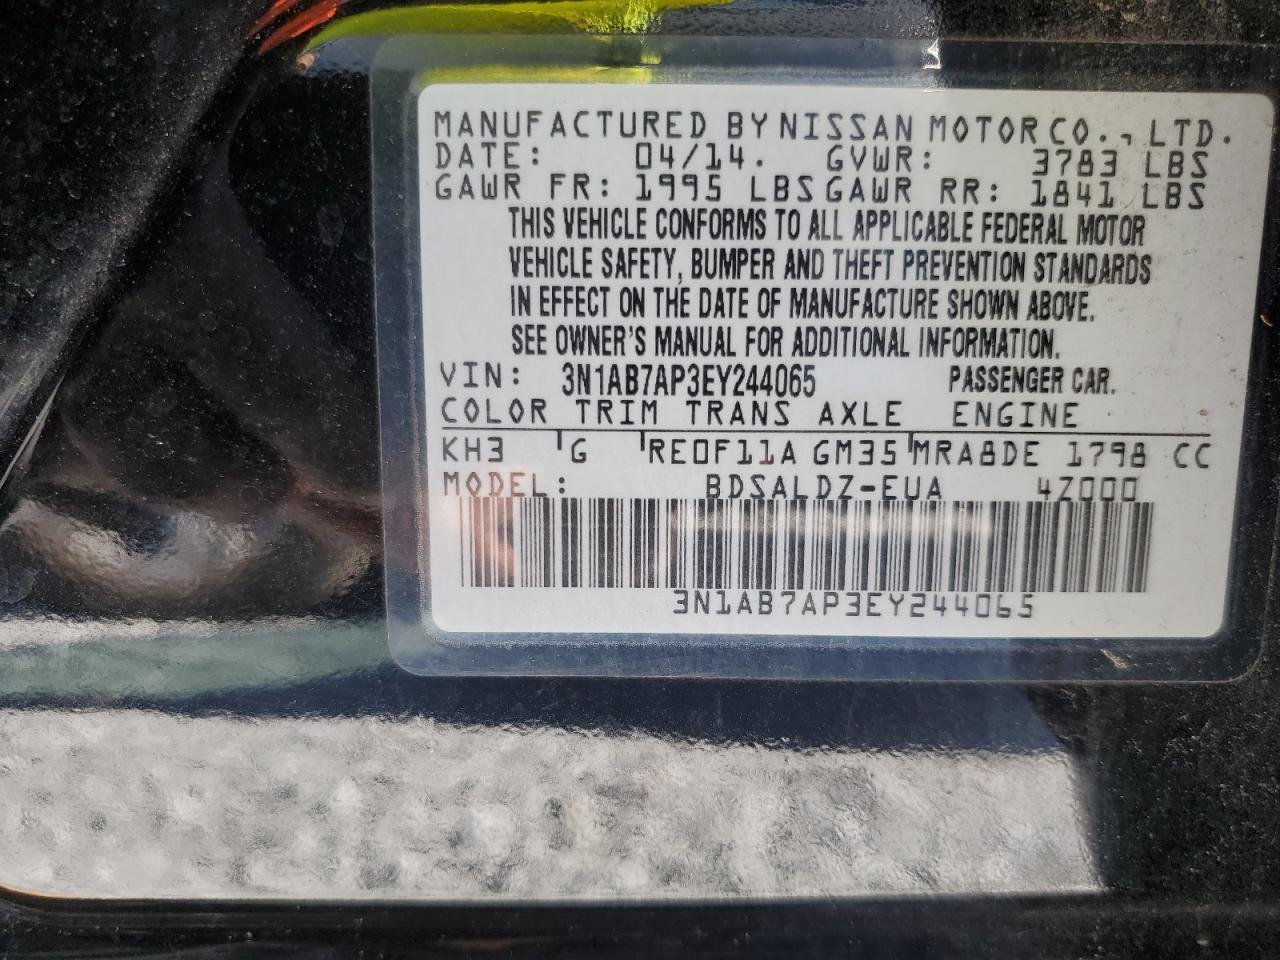 MANUFACTURED BY NISSAN MOTOR CO., LTD.
DATE: 04/14. GVWR: 3783 LBS
GAWR FR: 1995 LBS GAWR RR: 1841 LBS
THIS VEHICLE CONFORMS TO ALL APPLICABLE FEDERAL MOTOR
VEHICLE SAFETY, BUMPER AND THEFT PREVENTION STANDARDS
IN EFFECT ON THE DATE OF MANUFACTURE SHOWN ABOVE.
SEE OWNER'S MANUAL FOR ADDITIONAL INFORMATION.
VIN: 3N1AB7AP3EY244065 PASSENGER CAR.
COLOR TRIM TRANS AXLE ENGINE
KH3 G RE0F11A GM35 MRA8DE 1798 CC
MODEL: BDSALDZ-EUA 4Z000
3N1AB7AP3EY244065